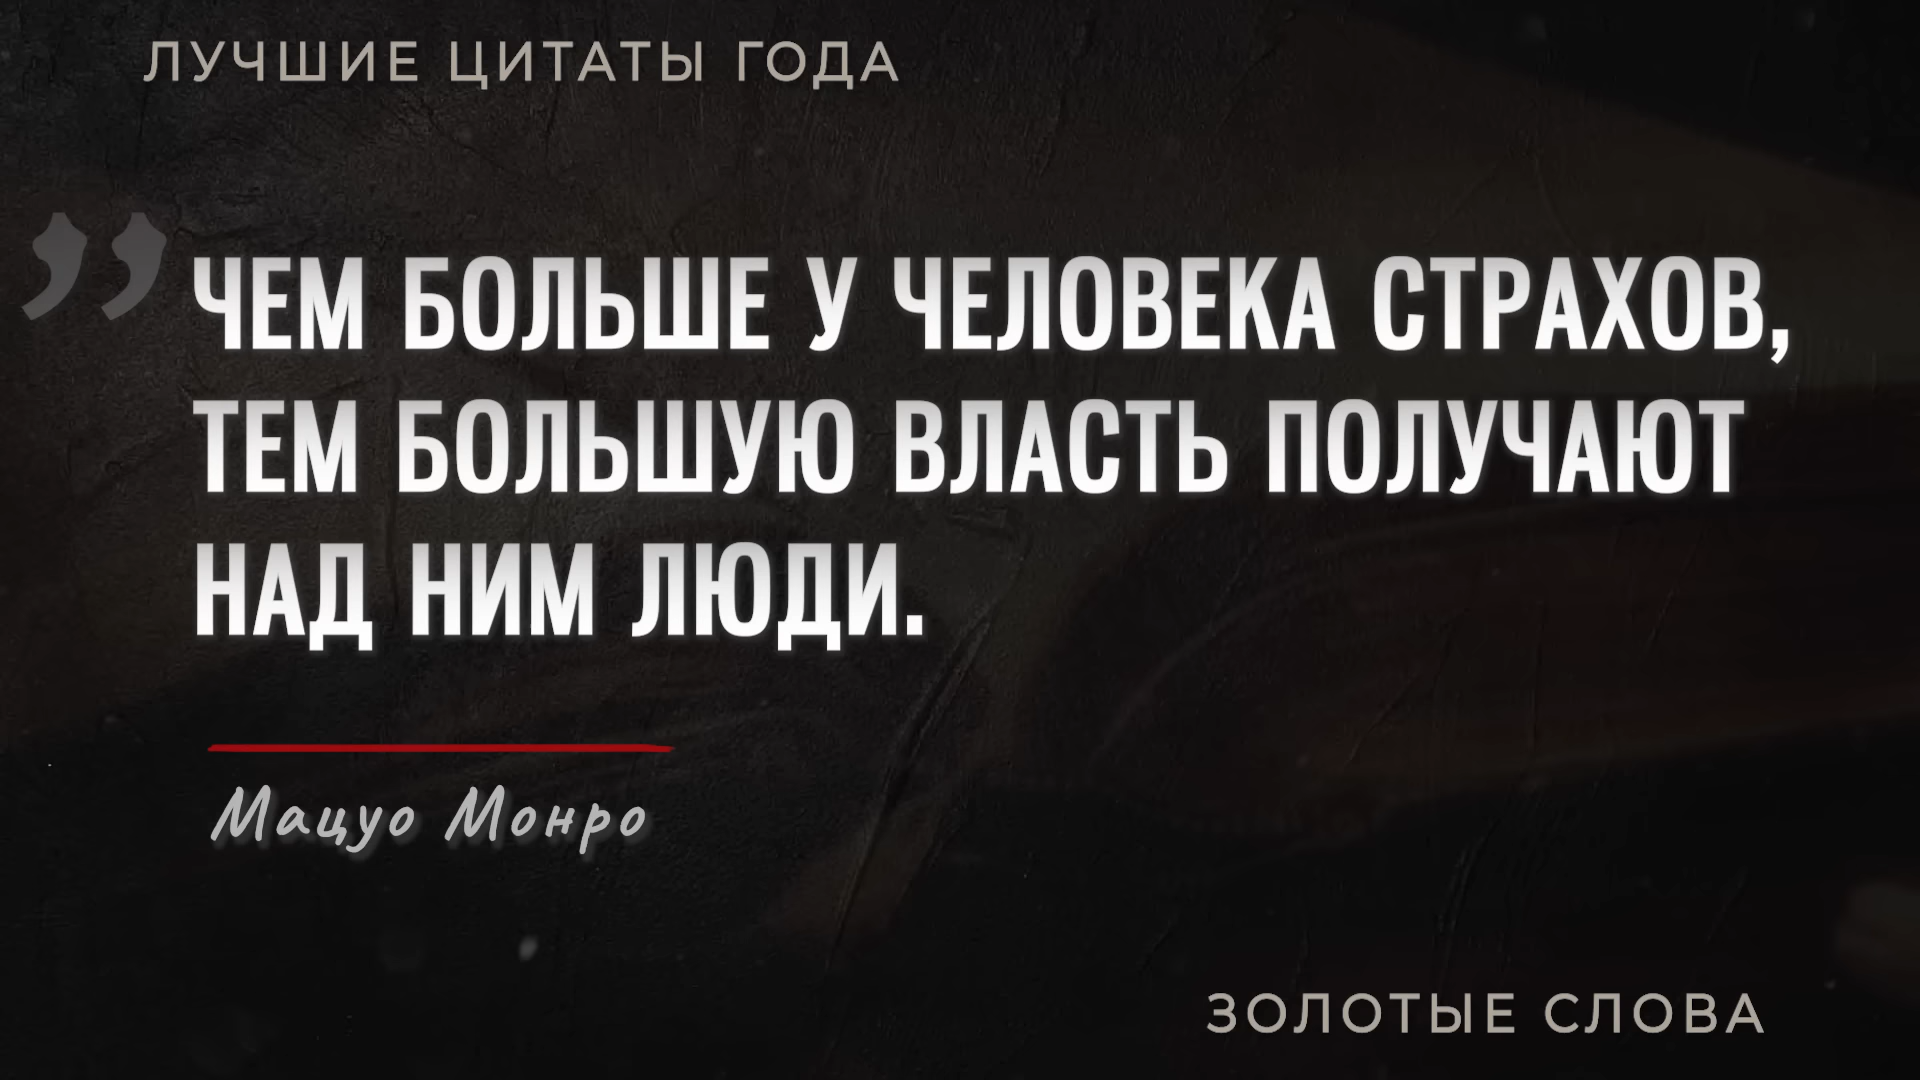 ЛУЧШИЕ ЦИТАТЫ ГОДА
” ЧЕМ БОЛЬШЕ У ЧЕЛОВЕКА СТРАХОВ,
ТЕМ БОЛЬШУЮ ВЛАСТЬ ПОЛУЧАЮТ
НАД НИМ ЛЮДИ.
Мацуо Монро
ЗОЛОТЫЕ СЛОВА